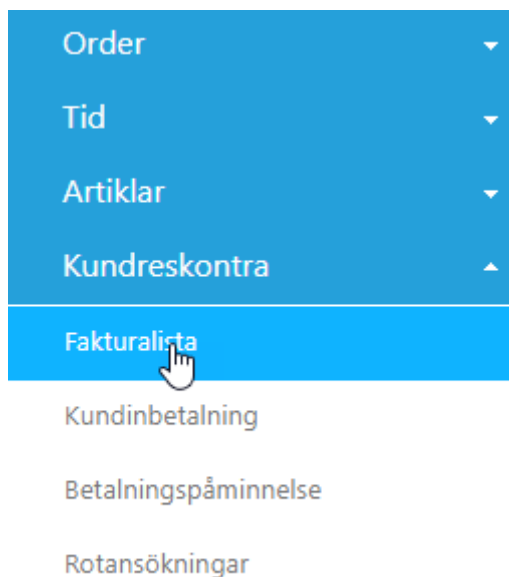 Order
Tid
Artiklar
Kundreskontra
Fakturalista
Kundinbetalning
Betalningspåminnelse
Rotansökningar